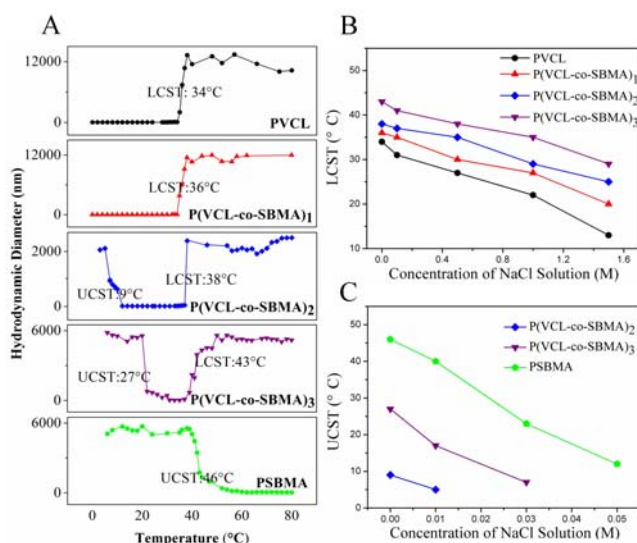 A
12000
0
LCST: 34°C
PVCL
12000
0
LCST:36°C
P(VCL-co-SBMA)1
2000
0
UCST:9°C
LCST:38°C
P(VCL-co-SBMA)2
6000
0
UCST:27°C
LCST:43°C
P(VCL-co-SBMA)3
6000
0
UCST:46°C
PSBMA
0 20 40 60 80
Temperature (°C)
Hydrodynamic Diameter (nm)
B
PVCL
P(VCL-co-SBMA)1
P(VCL-co-SBMA)2
P(VCL-co-SBMA)3
60
50
40
30
20
10
LCST (° C)
0.0 0.4 0.8 1.2 1.6
Concentration of NaCl Solution (M)
C
P(VCL-co-SBMA)2
P(VCL-co-SBMA)3
PSBMA
50
40
30
20
10
0
UCST (° C)
0.00 0.01 0.02 0.03 0.04 0.05
Concentration of NaCl Solution (M)